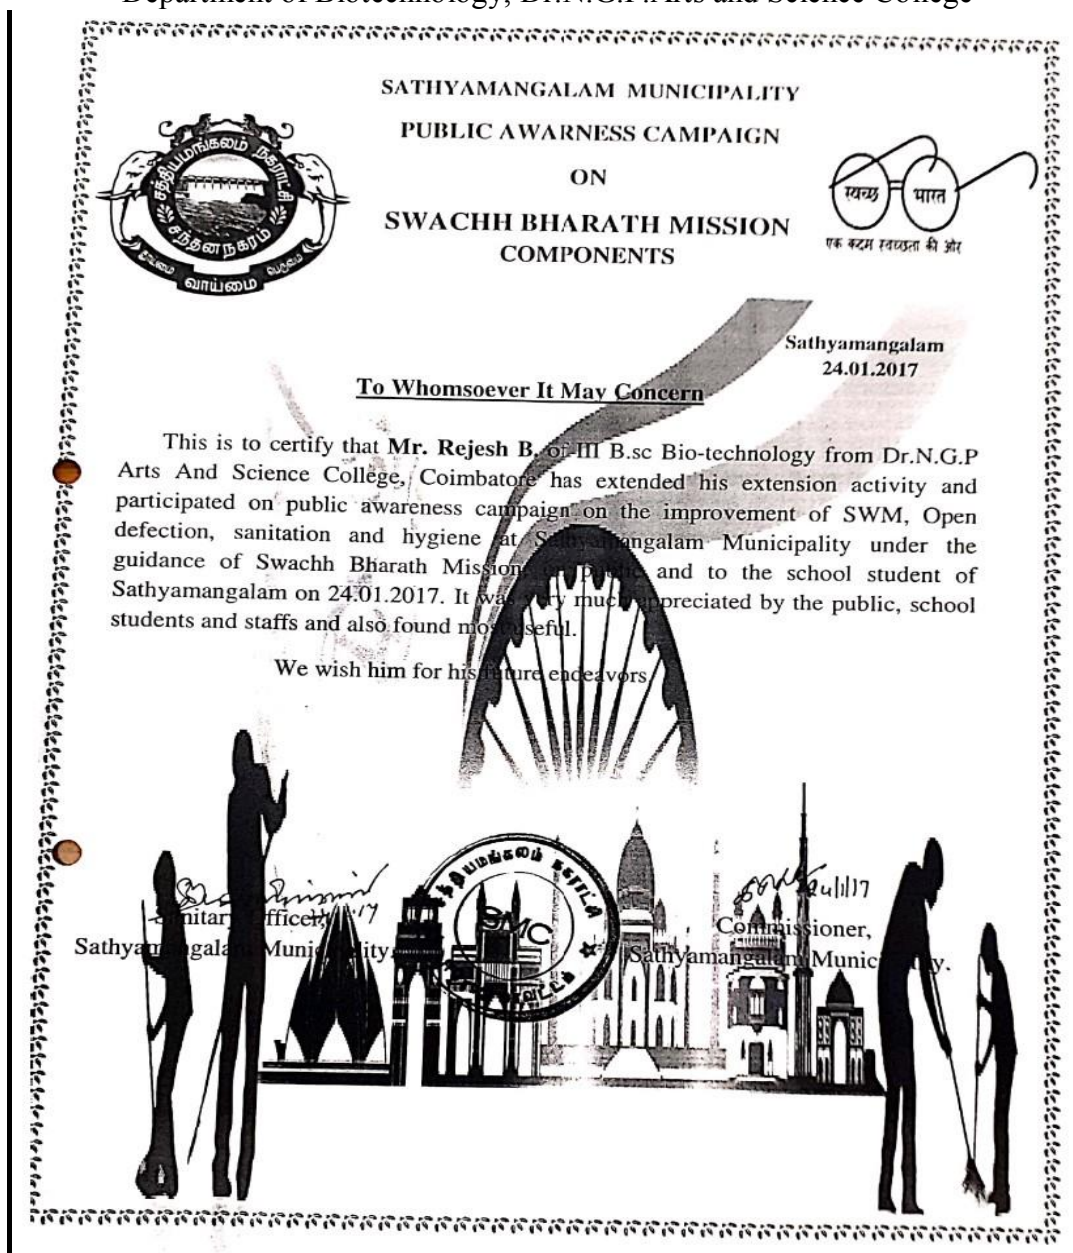 Department of Biotechnology, Dr.N.G.P.Arts and Science College
SATHYAMANGALAM MUNICIPALITY
PUBLIC AWARNESS CAMPAIGN
ON
SWACHH BHARATH MISSION
COMPONENTS
சத்தியமங்கலம் நகராட்சி
சந்தனநகரம்
தூய்மை வாய்மை பெருமை
स्वच्छ भारत
एक कदम स्वच्छता की ओर
Sathyamangalam
24.01.2017
To Whomsoever It May Concern
This is to certify that Mr. Rejesh B. of III B.sc Bio-technology from Dr.N.G.P
Arts And Science College, Coimbatore has extended his extension activity and
participated on public awareness campaign on the improvement of SWM, Open
defection, sanitation and hygiene at Sathyamangalam Municipality under the
guidance of Swachh Bharath Mission and to the school student of
Sathyamangalam on 24.01.2017. It was very much appreciated by the public, school
students and staffs and also found most useful.
We wish him for his future endeavors.
சத்தியமங்கலம் நகராட்சி
SMC
24/1/17
Sanitary Officer,
Sathyamangalam Municipality.
Commissioner,
Sathyamangalam Municipality.